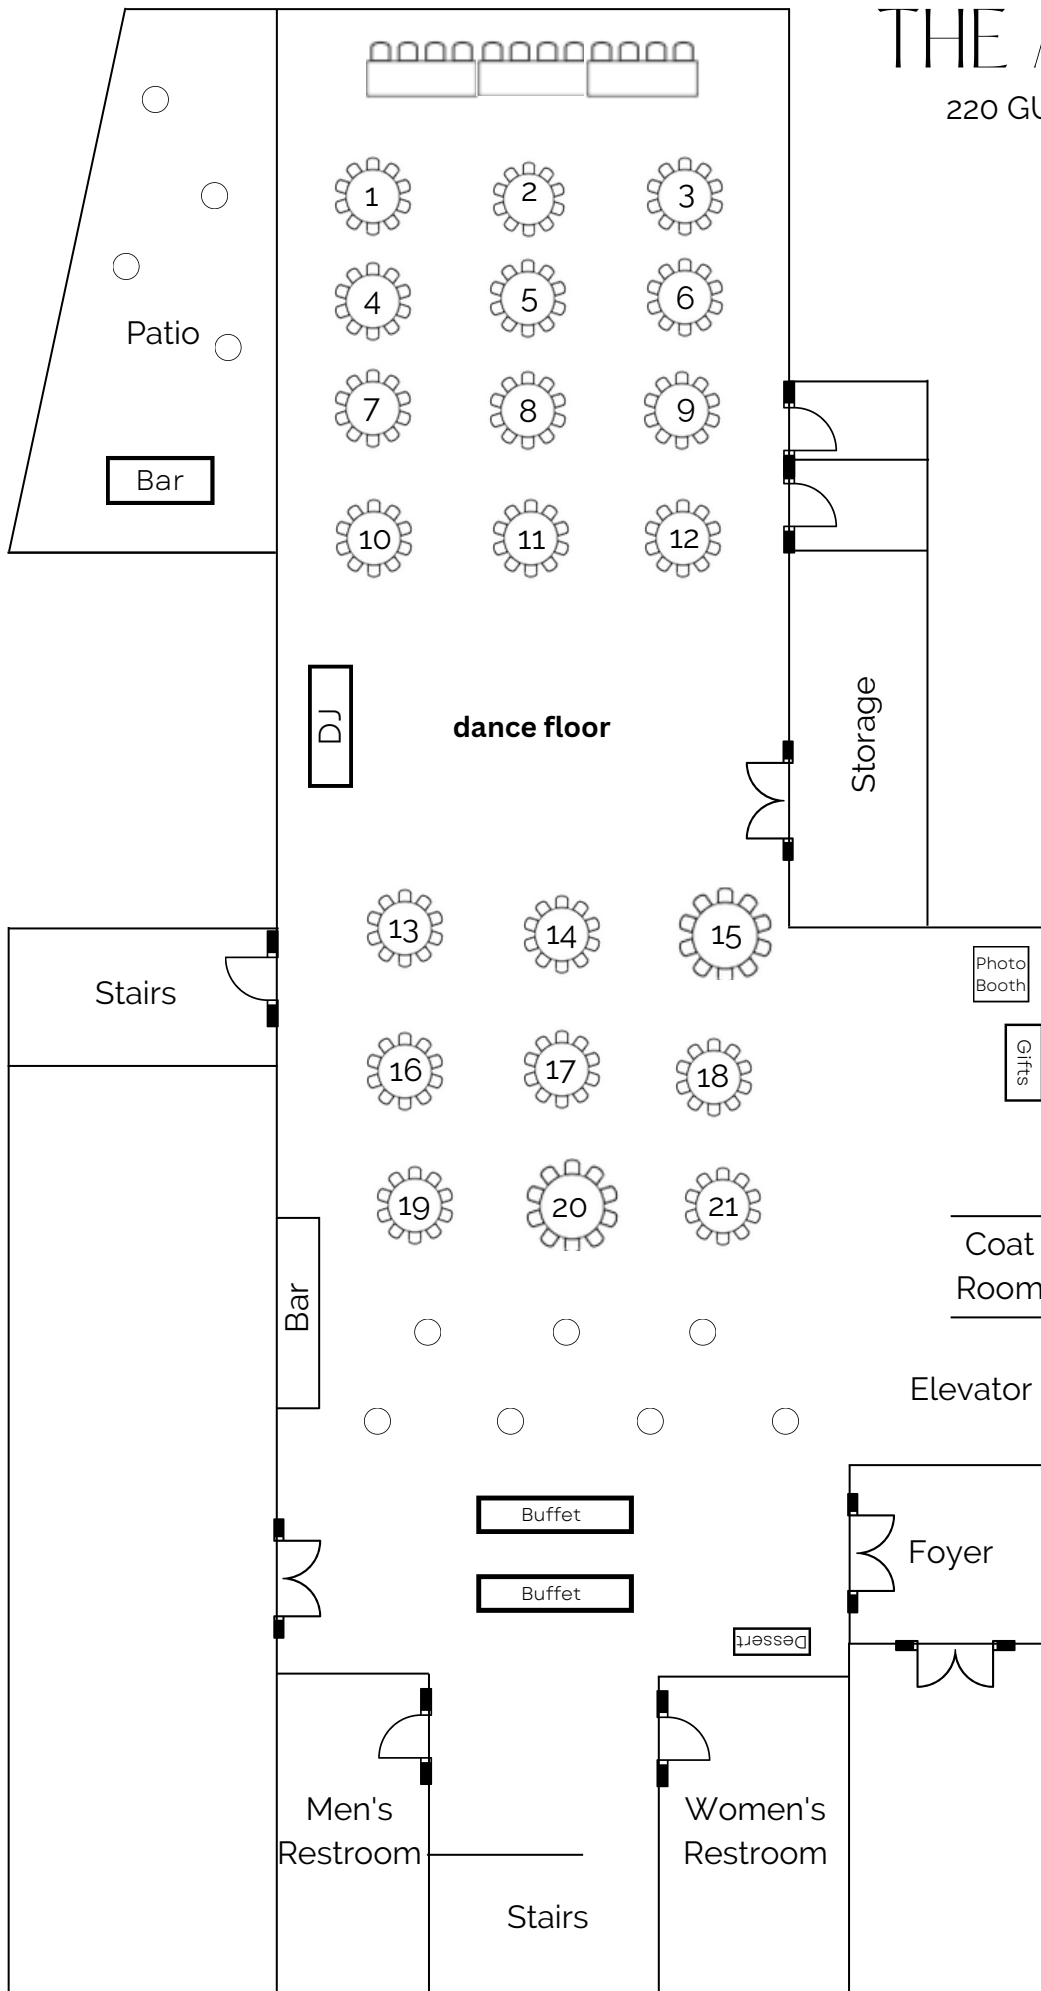 THE
220 GU
1
2
3
4
5
6
Patio
7
8
9
Bar
10
11
12
DJ
dance floor
Storage
13
14
15
Stairs
Photo
Booth
Gifts
16
17
18
19
20
21
Coat
Room
Bar
Elevator
Buffet
Foyer
Buffet
Dessert
Men's
Restroom
Women's
Restroom
Stairs